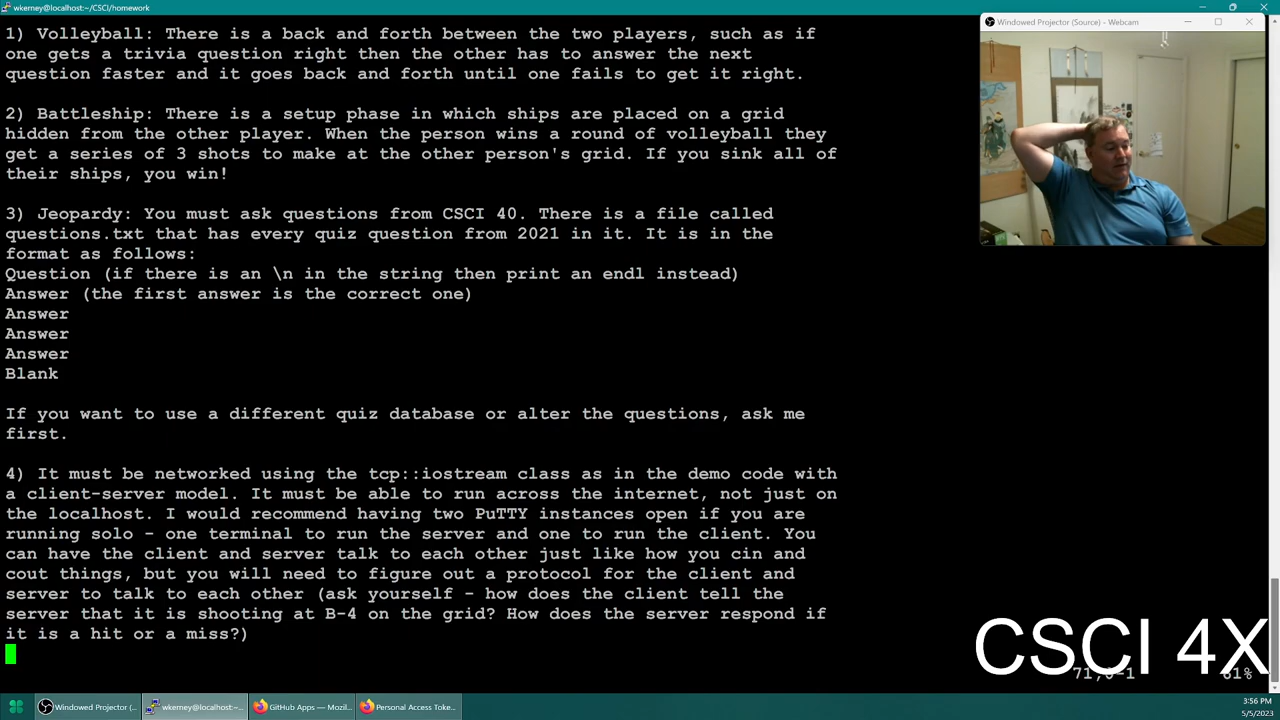 wkerney@localhost:~/CSCI/homework
Windowed Projector (Source) - Webcam
1) Volleyball: There is a back and forth between the two players, such as if
one gets a trivia question right then the other has to answer the next
question faster and it goes back and forth until one fails to get it right.
2) Battleship: There is a setup phase in which ships are placed on a grid
hidden from the other player. When the person wins a round of volleyball they
get a series of 3 shots to make at the other person's grid. If you sink all of
their ships, you win!
3) Jeopardy: You must ask questions from CSCI 40. There is a file called
questions.txt that has every quiz question from 2021 in it. It is in the
format as follows:
Question (if there is an \n in the string then print an endl instead)
Answer (the first answer is the correct one)
Answer
Answer
Answer
Blank
If you want to use a different quiz database or alter the questions, ask me
first.
4) It must be networked using the tcp::iostream class as in the demo code with
a client-server model. It must be able to run across the internet, not just on
the localhost. I would recommend having two PuTTY instances open if you are
running solo - one terminal to run the server and one to run the client. You
can have the client and server talk to each other just like how you cin and
cout things, but you will need to figure out a protocol for the client and
server to talk to each other (ask yourself - how does the client tell the
server that it is shooting at B-4 on the grid? How does the server respond if
it is a hit or a miss?)
CSCI 4X
Windowed Projector (
wkerney@localhost:~...
GitHub Apps — Mozil...
Personal Access Toke...
3:56 PM
5/5/2023